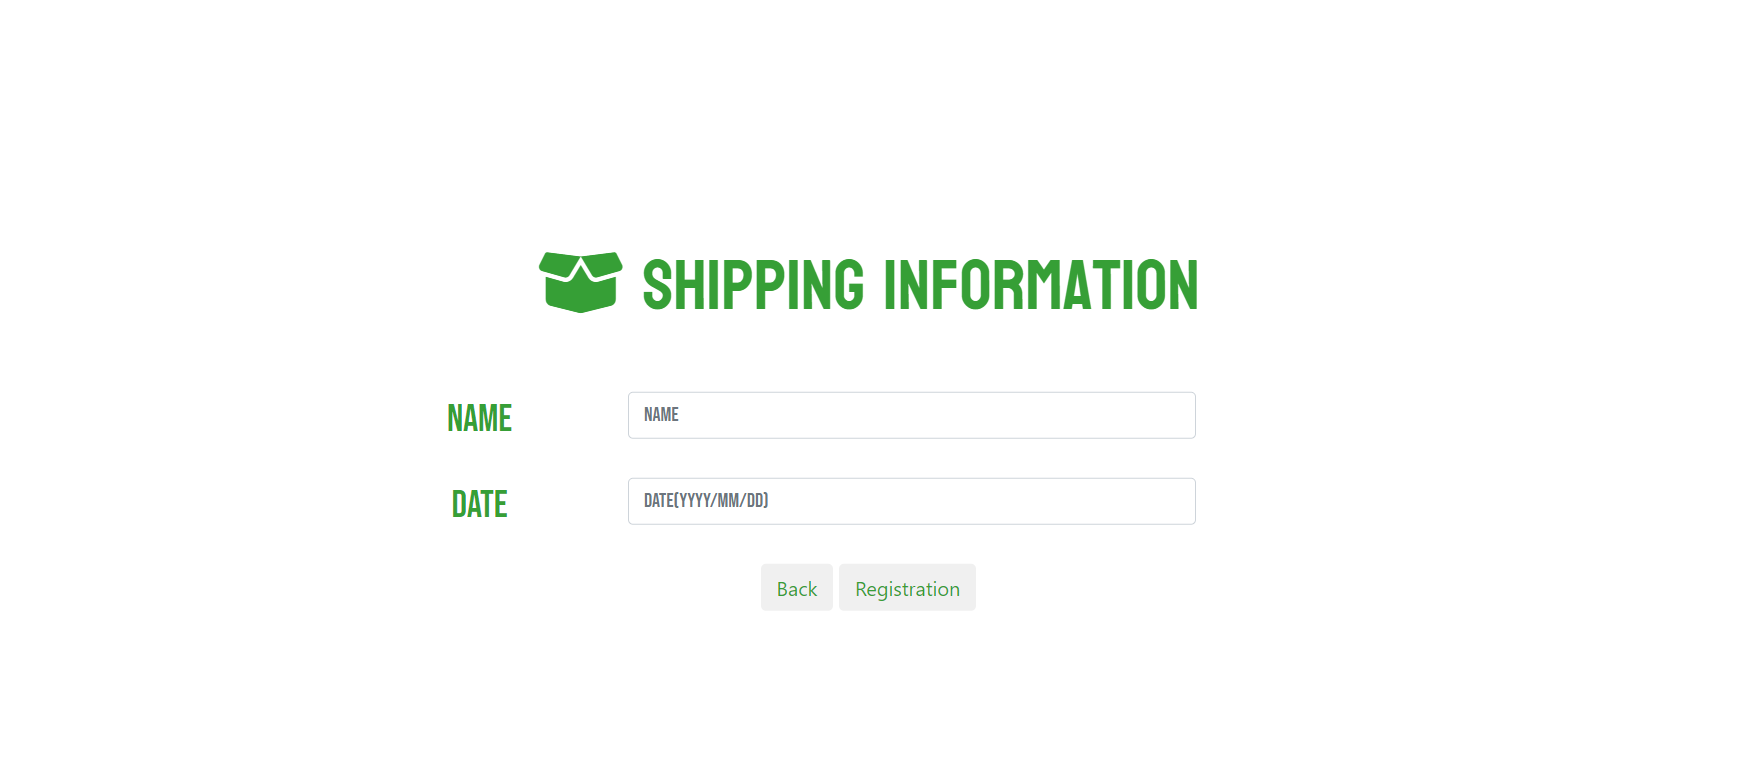 SHIPPING INFORMATION
NAME
NAME
DATE
DATE(YYYY/MM/DD)
Back
Registration